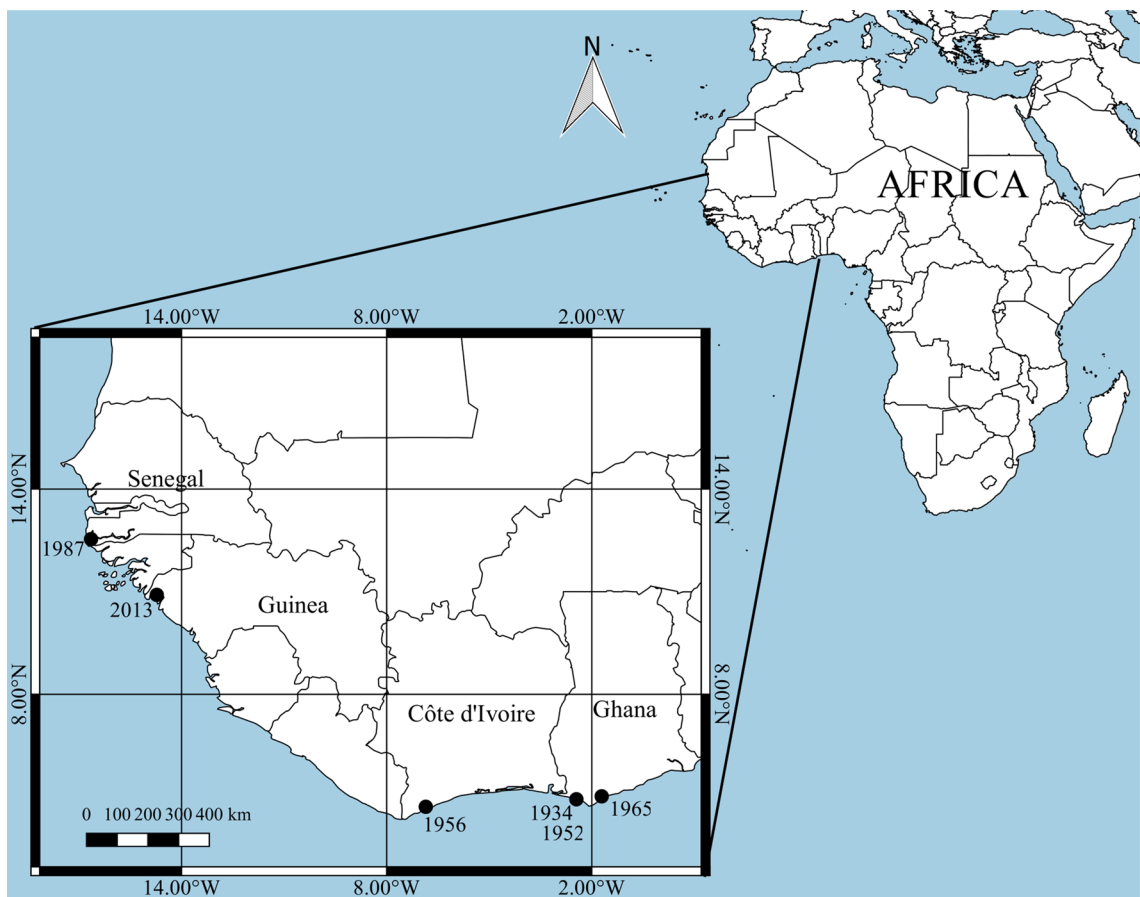 N
AFRICA
14.00°W 8.00°W 2.00°W
14.00°N
14.00°N
Senegal
1987
2013
Guinea
8.00°N
8.00°N
Côte d'Ivoire
Ghana
0 100 200 300 400 km
1956
1934
1952
1965
14.00°W 8.00°W 2.00°W